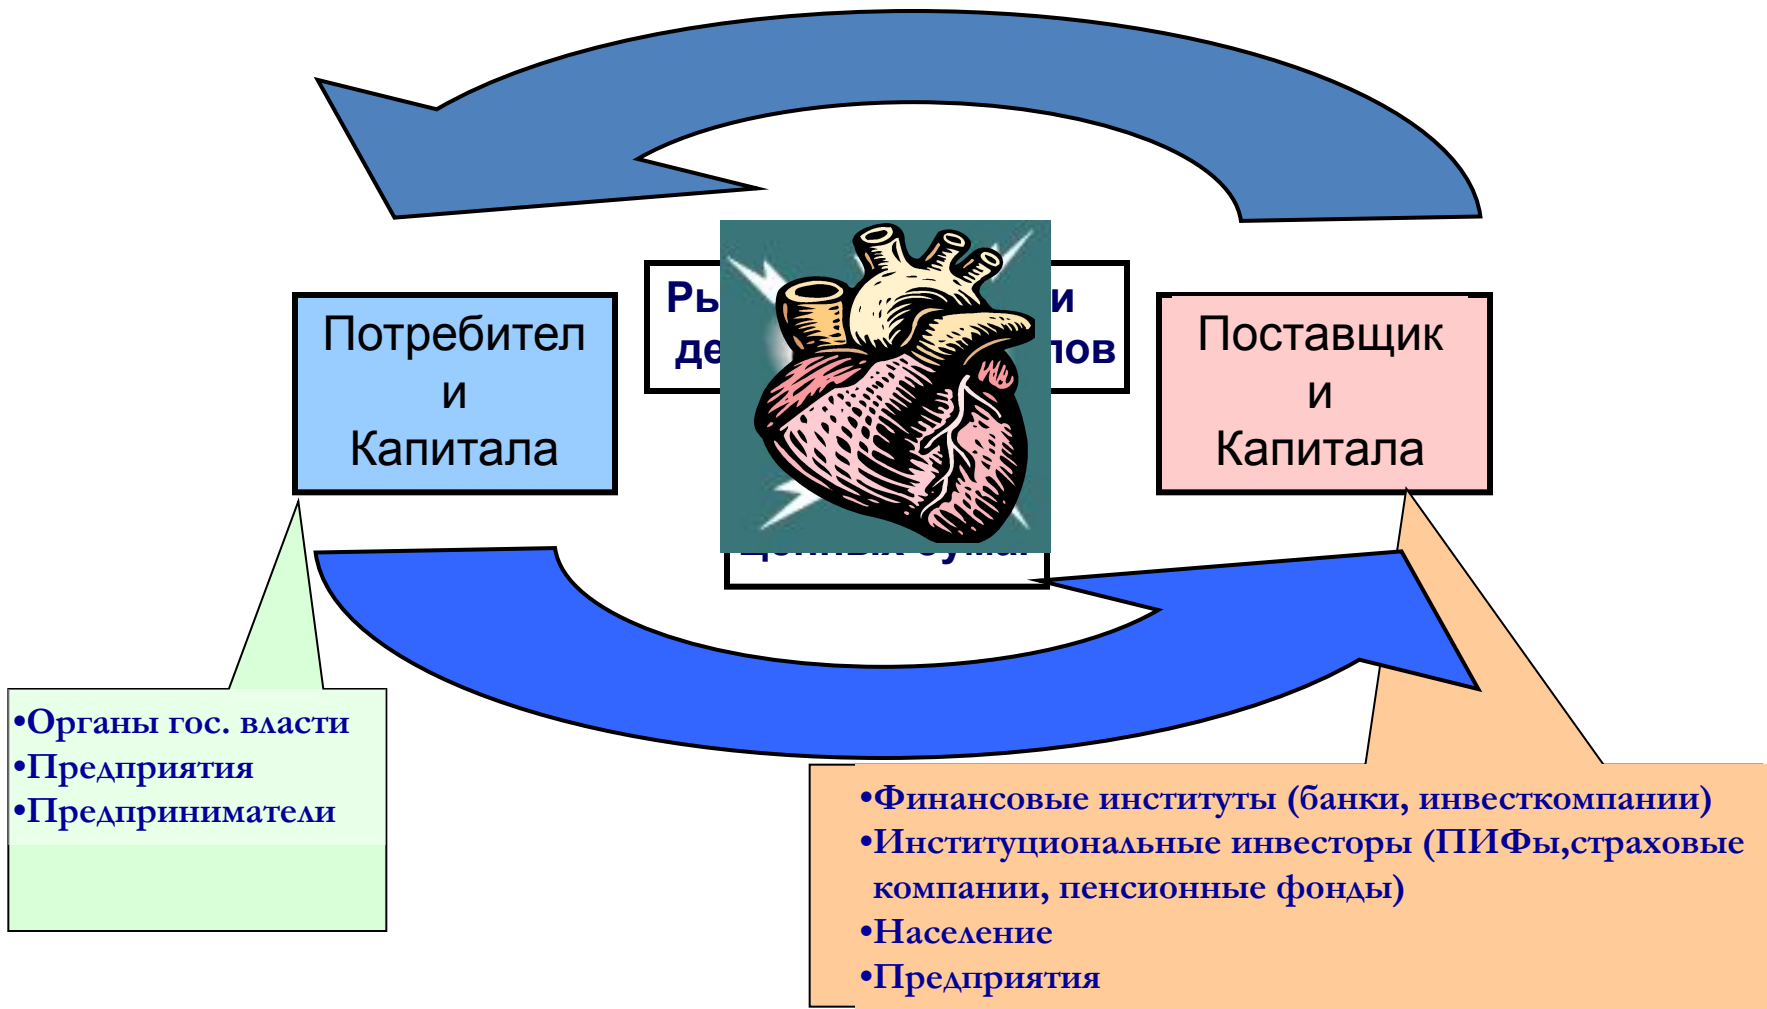 Потребител
и
Капитала
Поставщик
и
Капитала
•Органы гос. власти
•Предприятия
•Предприниматели
•Финансовые институты (банки, инвесткомпании)
•Институциональные инвесторы (ПИФы,страховые
компании, пенсионные фонды)
•Население
•Предприятия